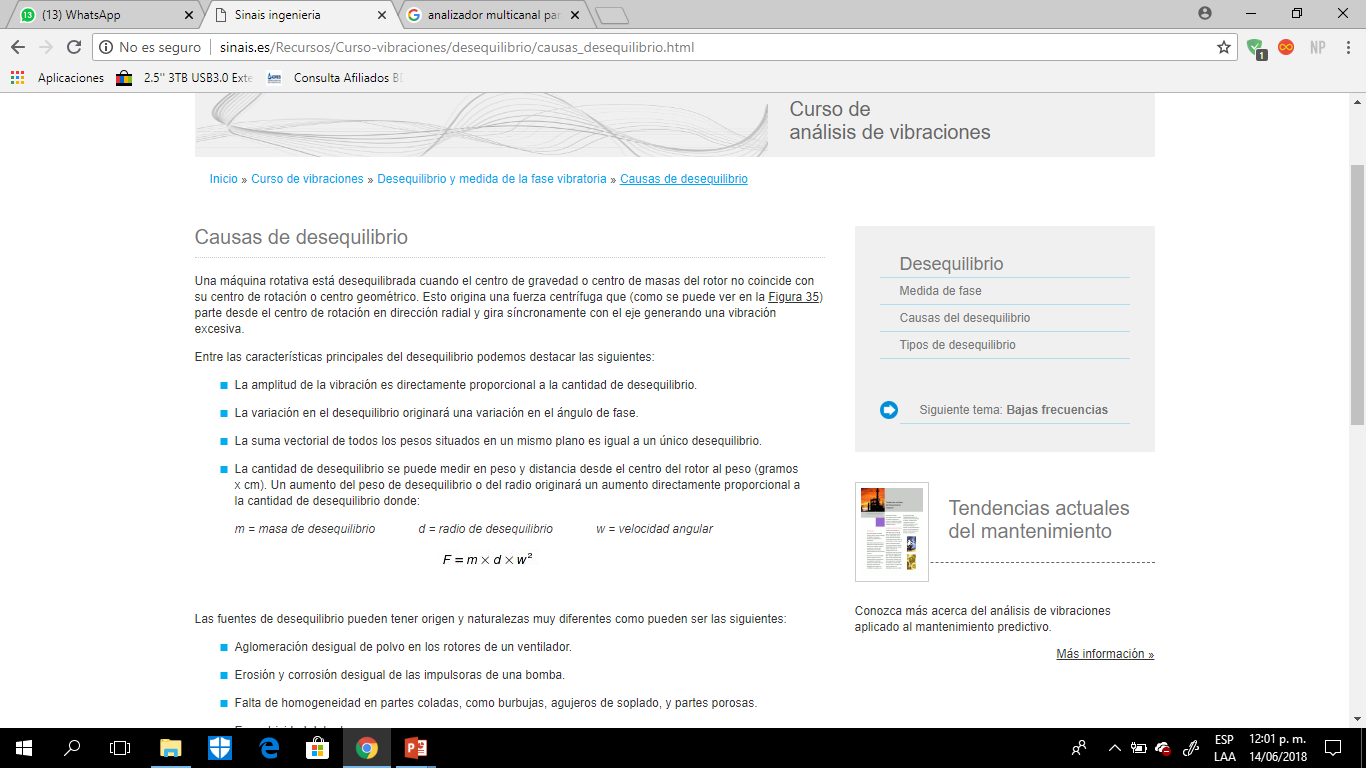 (13) WhatsApp
Sinais ingenieria
analizador multicanal par
No es seguro
sinais.es/Recursos/Curso-vibraciones/desequilibrio/causas_desequilibrio.html
1
NP
Aplicaciones
2.5" 3TB USB3.0 Exte
Consulta Afiliados BD
Curso de
análisis de vibraciones
Inicio » Curso de vibraciones » Desequilibrio y medida de la fase vibratoria » Causas de desequilibrio
Causas de desequilibrio
Una máquina rotativa está desequilibrada cuando el centro de gravedad o centro de masas del rotor no coincide con
su centro de rotación o centro geométrico. Esto origina una fuerza centrífuga que (como se puede ver en la Figura 35)
parte desde el centro de rotación en dirección radial y gira síncronamente con el eje generando una vibración
excesiva.
Entre las características principales del desequilibrio podemos destacar las siguientes:
La amplitud de la vibración es directamente proporcional a la cantidad de desequilibrio.
La variación en el desequilibrio originará una variación en el ángulo de fase.
La suma vectorial de todos los pesos situados en un mismo plano es igual a un único desequilibrio.
La cantidad de desequilibrio se puede medir en peso y distancia desde el centro del rotor al peso (gramos
x cm). Un aumento del peso de desequilibrio o del radio originará un aumento directamente proporcional a
la cantidad de desequilibrio donde:
m = masa de desequilibrio d = radio de desequilibrio w = velocidad angular
F = m × d × w²
Las fuentes de desequilibrio pueden tener origen y naturalezas muy diferentes como pueden ser las siguientes:
Aglomeración desigual de polvo en los rotores de un ventilador.
Erosión y corrosión desigual de las impulsoras de una bomba.
Falta de homogeneidad en partes coladas, como burbujas, agujeros de soplado, y partes porosas.
Desequilibrio
Medida de fase
Causas del desequilibrio
Tipos de desequilibrio
Siguiente tema: Bajas frecuencias
Tendencias actuales
del mantenimiento
Conozca más acerca del análisis de vibraciones
aplicado al mantenimiento predictivo.
Más información »
ESP
LAA
12:01 p. m.
14/06/2018